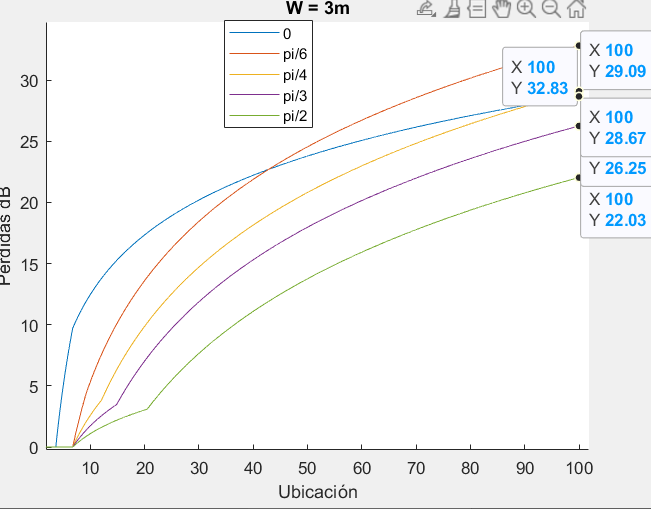 W = 3m
0
pi/6
pi/4
pi/3
pi/2
X 100
Y 32.83
X 100
Y 29.09
X 100
Y 28.67
Y 26.25
X 100
Y 22.03
30
25
20
15
10
5
0
Perdidas dB
10 20 30 40 50 60 70 80 90 100
Ubicación